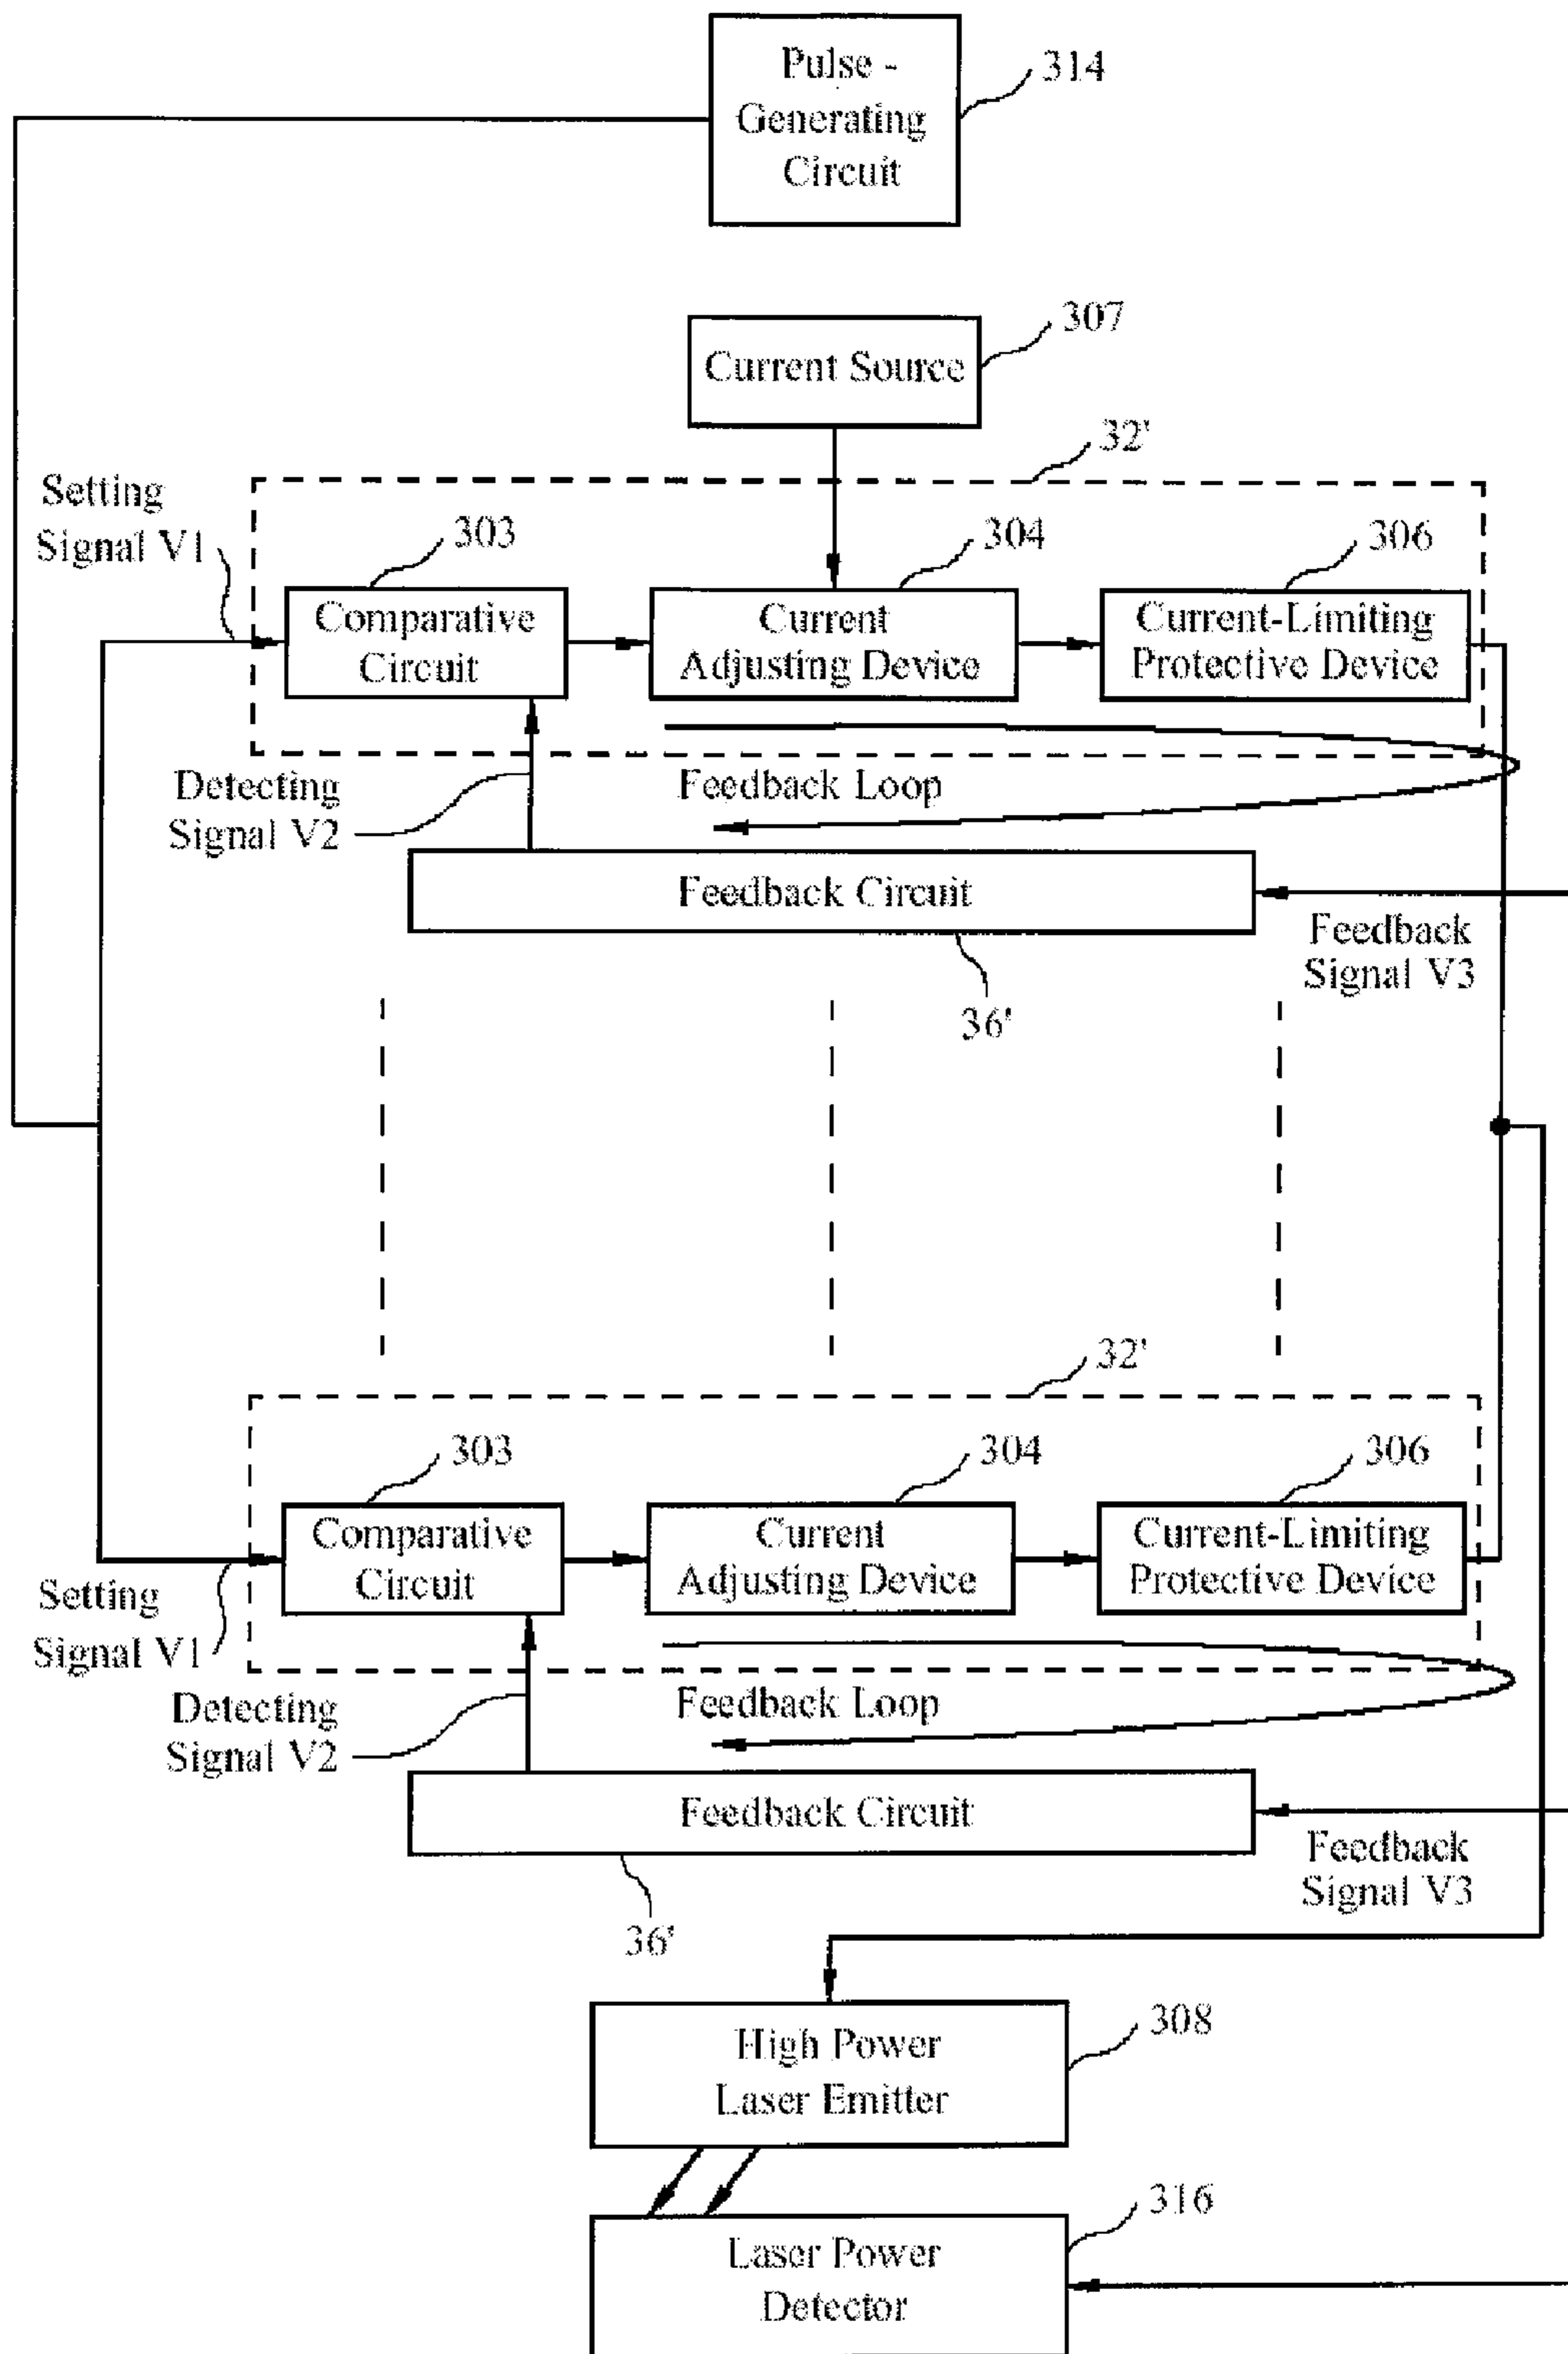 Pulse -
Generating
Circuit
314
307
Current Source
32'
Setting
Signal V1
303
304
306
Comparative
Circuit
Current
Adjusting Device
Current-Limiting
Protective Device
Detecting
Signal V2
Feedback Loop
Feedback Circuit
Feedback
Signal V3
36'
32'
303
304
306
Comparative
Circuit
Current
Adjusting Device
Current-Limiting
Protective Device
Setting
Signal V1
Detecting
Signal V2
Feedback Loop
Feedback Circuit
Feedback
Signal V3
36'
308
High Power
Laser Emitter
316
Laser Power
Detector